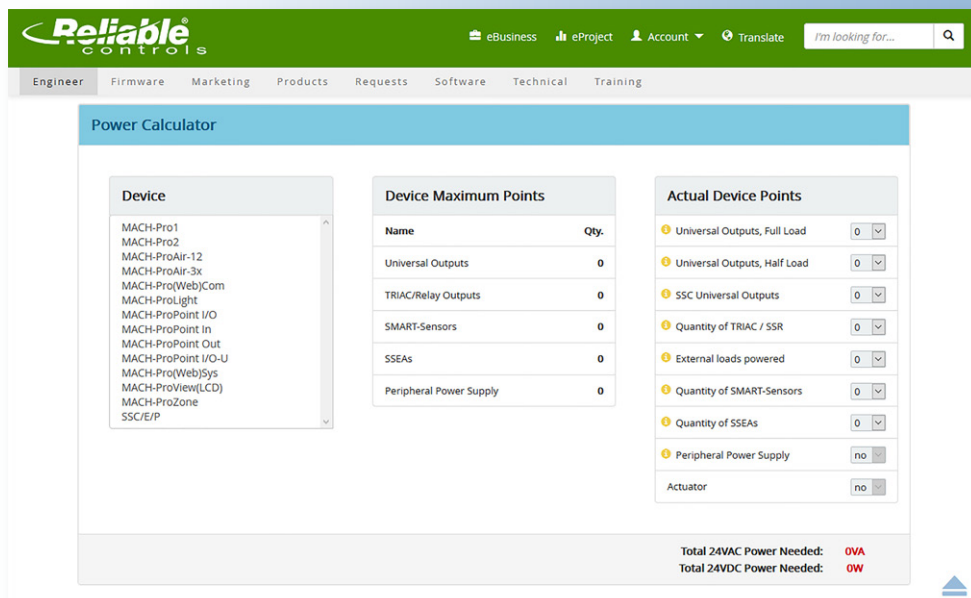 Reliable®
controls
eBusiness eProject Account Translate I'm looking for...
Engineer Firmware Marketing Products Requests Software Technical Training
Power Calculator
Device
MACH-Pro1
MACH-Pro2
MACH-ProAir-12
MACH-ProAir-3x
MACH-Pro(Web)Com
MACH-ProLight
MACH-ProPoint I/O
MACH-ProPoint In
MACH-ProPoint Out
MACH-ProPoint I/O-U
MACH-Pro(Web)Sys
MACH-ProView(LCD)
MACH-ProZone
SSC/E/P
Device Maximum Points
Name Qty.
Universal Outputs 0
TRIAC/Relay Outputs 0
SMART-Sensors 0
SSEAs 0
Peripheral Power Supply 0
Actual Device Points
Universal Outputs, Full Load 0
Universal Outputs, Half Load 0
SSC Universal Outputs 0
Quantity of TRIAC / SSR 0
External loads powered 0
Quantity of SMART-Sensors 0
Quantity of SSEAs 0
Peripheral Power Supply no
Actuator no
Total 24VAC Power Needed: 0VA
Total 24VDC Power Needed: 0W